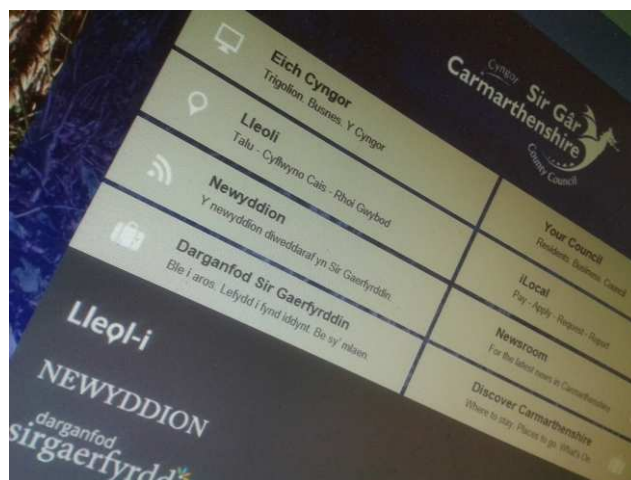 Cyngor Sir Gâr
Carmarthenshire
County Council
Eich Cyngor
Trigolion. Busnes. Y Cyngor
Lleoli
Talu - Cyflwyno Cais - Rhoi Gwybod
Newyddion
Y newyddion diweddaraf yn Sir Gaerfyrddin.
Darganfod Sir Gaerfyrddin
Ble i aros. Lefydd i fynd iddynt. Be sy' mlaen.
Your Council
Residents. Business. Council
iLocal
Pay - Apply - Request - Report
Newsroom
For the latest news in Carmarthenshire
Discover Carmarthenshire
Where to stay. Places to go. What's On.
Lleol-i
NEWYDDION
darganfod
sirgaerfyrdd